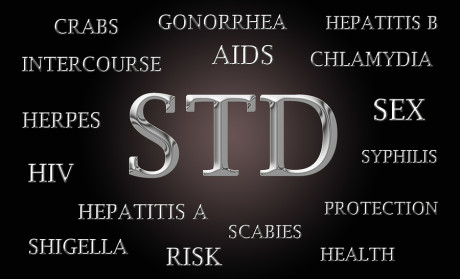 CRABS
GONORRHEA
HEPATITIS B
INTERCOURSE
AIDS
CHLAMYDIA
HERPES
STD
SEX
HIV
SYPHILIS
HEPATITIS A
PROTECTION
SHIGELLA
SCABIES
RISK
HEALTH